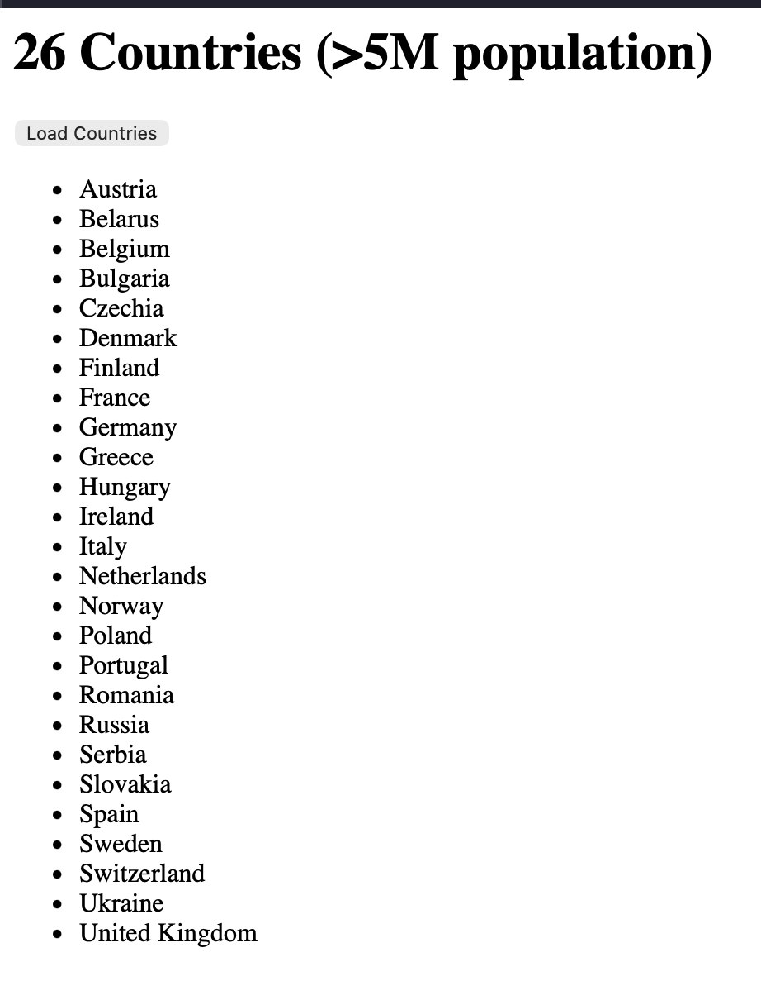 26 Countries (>5M population)
Load Countries
Austria
Belarus
Belgium
Bulgaria
Czechia
Denmark
Finland
France
Germany
Greece
Hungary
Ireland
Italy
Netherlands
Norway
Poland
Portugal
Romania
Russia
Serbia
Slovakia
Spain
Sweden
Switzerland
Ukraine
United Kingdom